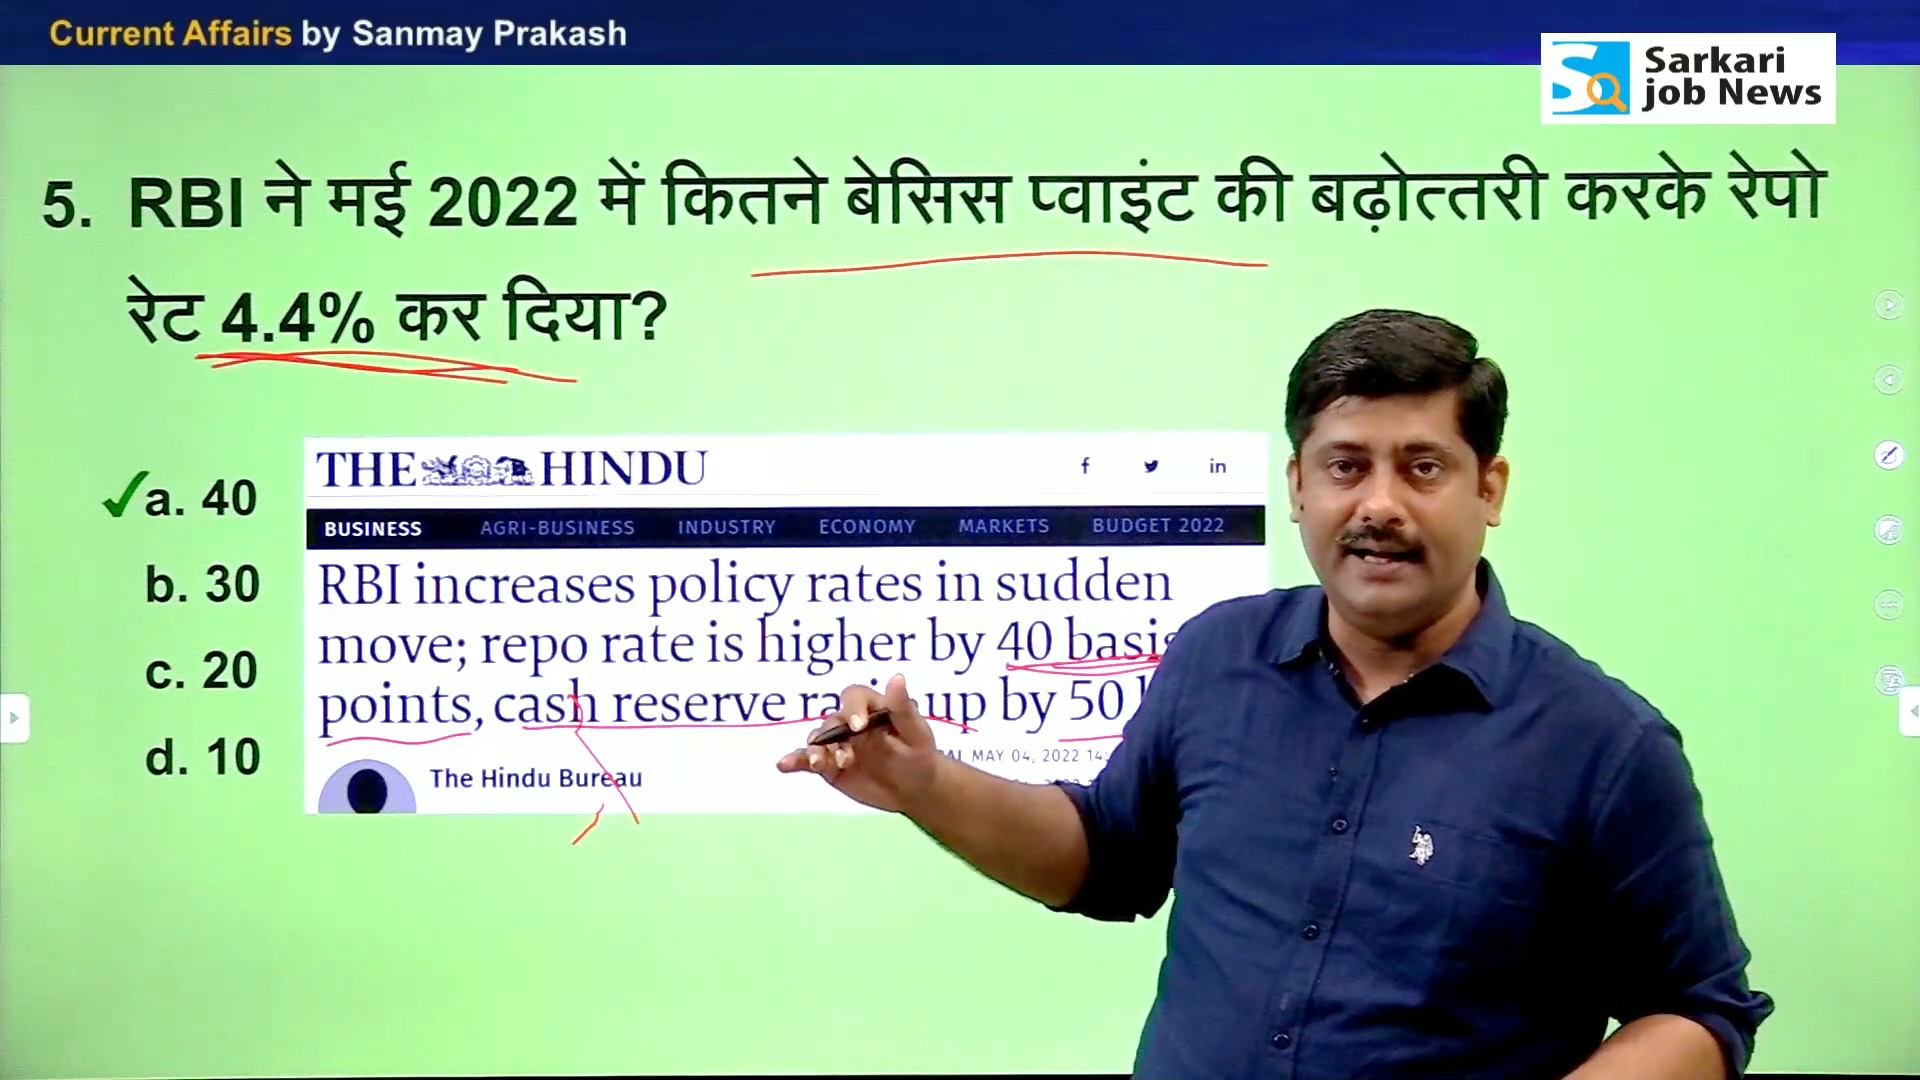 Current Affairs by Sanmay Prakash
Sarkari
job News
5. RBI ने मई 2022 में कितने बेसिस प्वाइंट की बढ़ोत्तरी करके रेपो
रेट 4.4% कर दिया?
a. 40
b. 30
c. 20
d. 10
THE HINDU
BUSINESS AGRI-BUSINESS INDUSTRY ECONOMY MARKETS BUDGET 2022
RBI increases policy rates in sudden
move; repo rate is higher by 40 basis
points, cash reserve up by 50
The Hindu Bureau
MAY 04, 2022